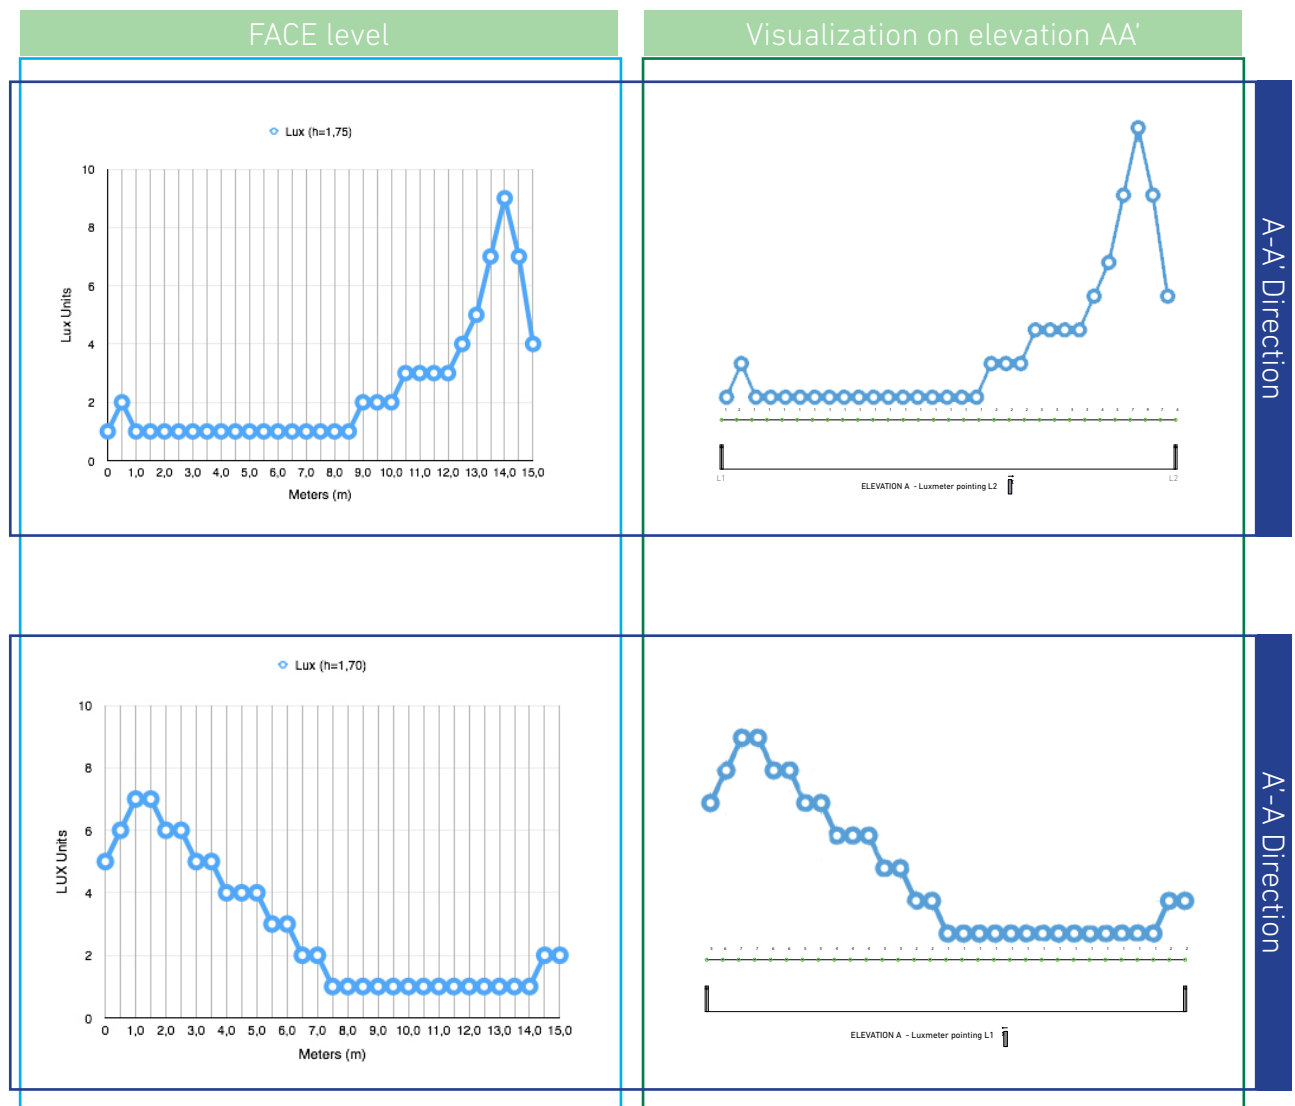 FACE level
Visualization on elevation AA’
Lux (h=1,75)
10
8
6
4
2
0
Lux Units
0 1,0 2,0 3,0 4,0 5,0 6,0 7,0 8,0 9,0 10,0 11,0 12,0 13,0 14,0 15,0
Meters (m)
L1
L2
ELEVATION A - Luxmeter pointing L2
A-A’ Direction
Lux (h=1,70)
10
8
6
4
2
0
LUX Units
0 1,0 2,0 3,0 4,0 5,0 6,0 7,0 8,0 9,0 10,0 11,0 12,0 13,0 14,0 15,0
Meters (m)
ELEVATION A - Luxmeter pointing L1
A’-A Direction